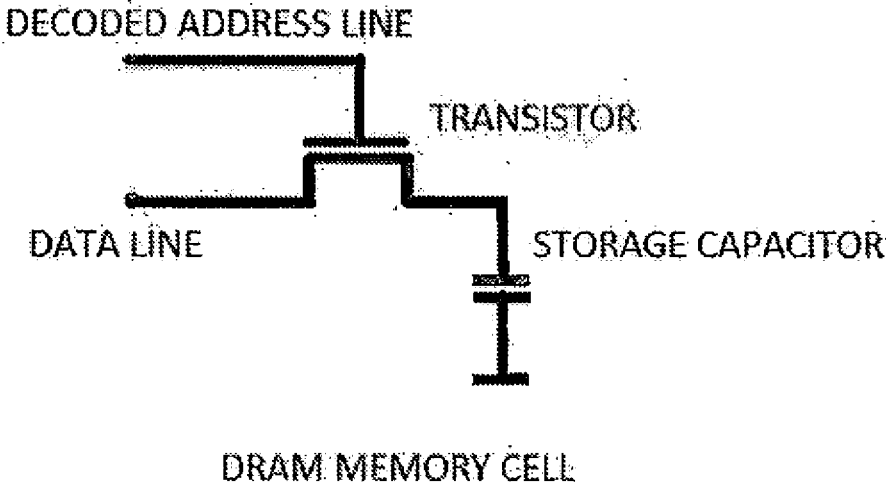 DECODED ADDRESS LINE
TRANSISTOR
DATA LINE
STORAGE CAPACITOR
DRAM MEMORY CELL